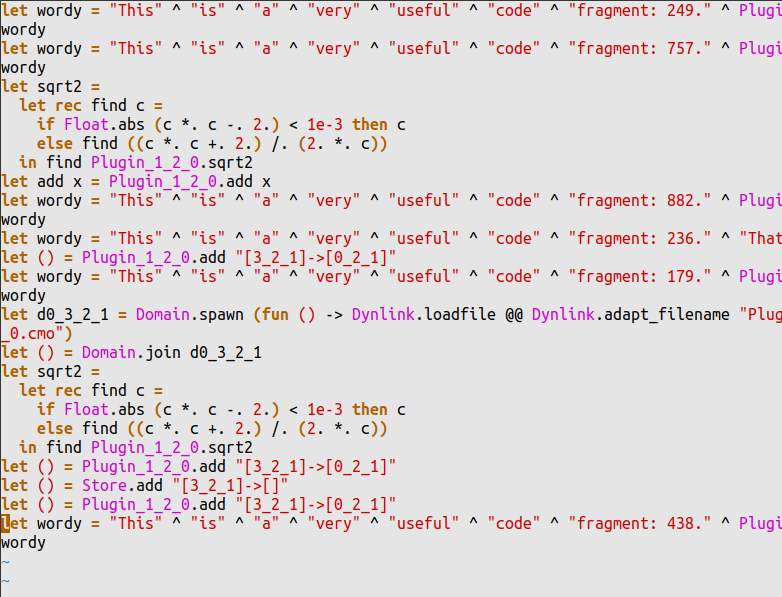 let wordy = "This" ^ "is" ^ "a" ^ "very" ^ "useful" ^ "code" ^ "fragment: 249." ^ Plugi
wordy
let wordy = "This" ^ "is" ^ "a" ^ "very" ^ "useful" ^ "code" ^ "fragment: 757." ^ Plugi
wordy
let sqrt2 =
  let rec find c =
    if Float.abs (c *. c -. 2.) < 1e-3 then c
    else find ((c *. c +. 2.) /. (2. *. c))
  in find Plugin_1_2_0.sqrt2
let add x = Plugin_1_2_0.add x
let wordy = "This" ^ "is" ^ "a" ^ "very" ^ "useful" ^ "code" ^ "fragment: 882." ^ Plugi
wordy
let wordy = "This" ^ "is" ^ "a" ^ "very" ^ "useful" ^ "code" ^ "fragment: 236." ^ "That
let () = Plugin_1_2_0.add "[3_2_1]->[0_2_1]"
let wordy = "This" ^ "is" ^ "a" ^ "very" ^ "useful" ^ "code" ^ "fragment: 179." ^ Plugi
wordy
let d0_3_2_1 = Domain.spawn (fun () -> Dynlink.loadfile @@ Dynlink.adapt_filename "Plug
_0.cmo")
let () = Domain.join d0_3_2_1
let sqrt2 =
  let rec find c =
    if Float.abs (c *. c -. 2.) < 1e-3 then c
    else find ((c *. c +. 2.) /. (2. *. c))
  in find Plugin_1_2_0.sqrt2
let () = Plugin_1_2_0.add "[3_2_1]->[0_2_1]"
let () = Store.add "[3_2_1]->[]"
let () = Plugin_1_2_0.add "[3_2_1]->[0_2_1]"
let wordy = "This" ^ "is" ^ "a" ^ "very" ^ "useful" ^ "code" ^ "fragment: 438." ^ Plugi
wordy
~
~